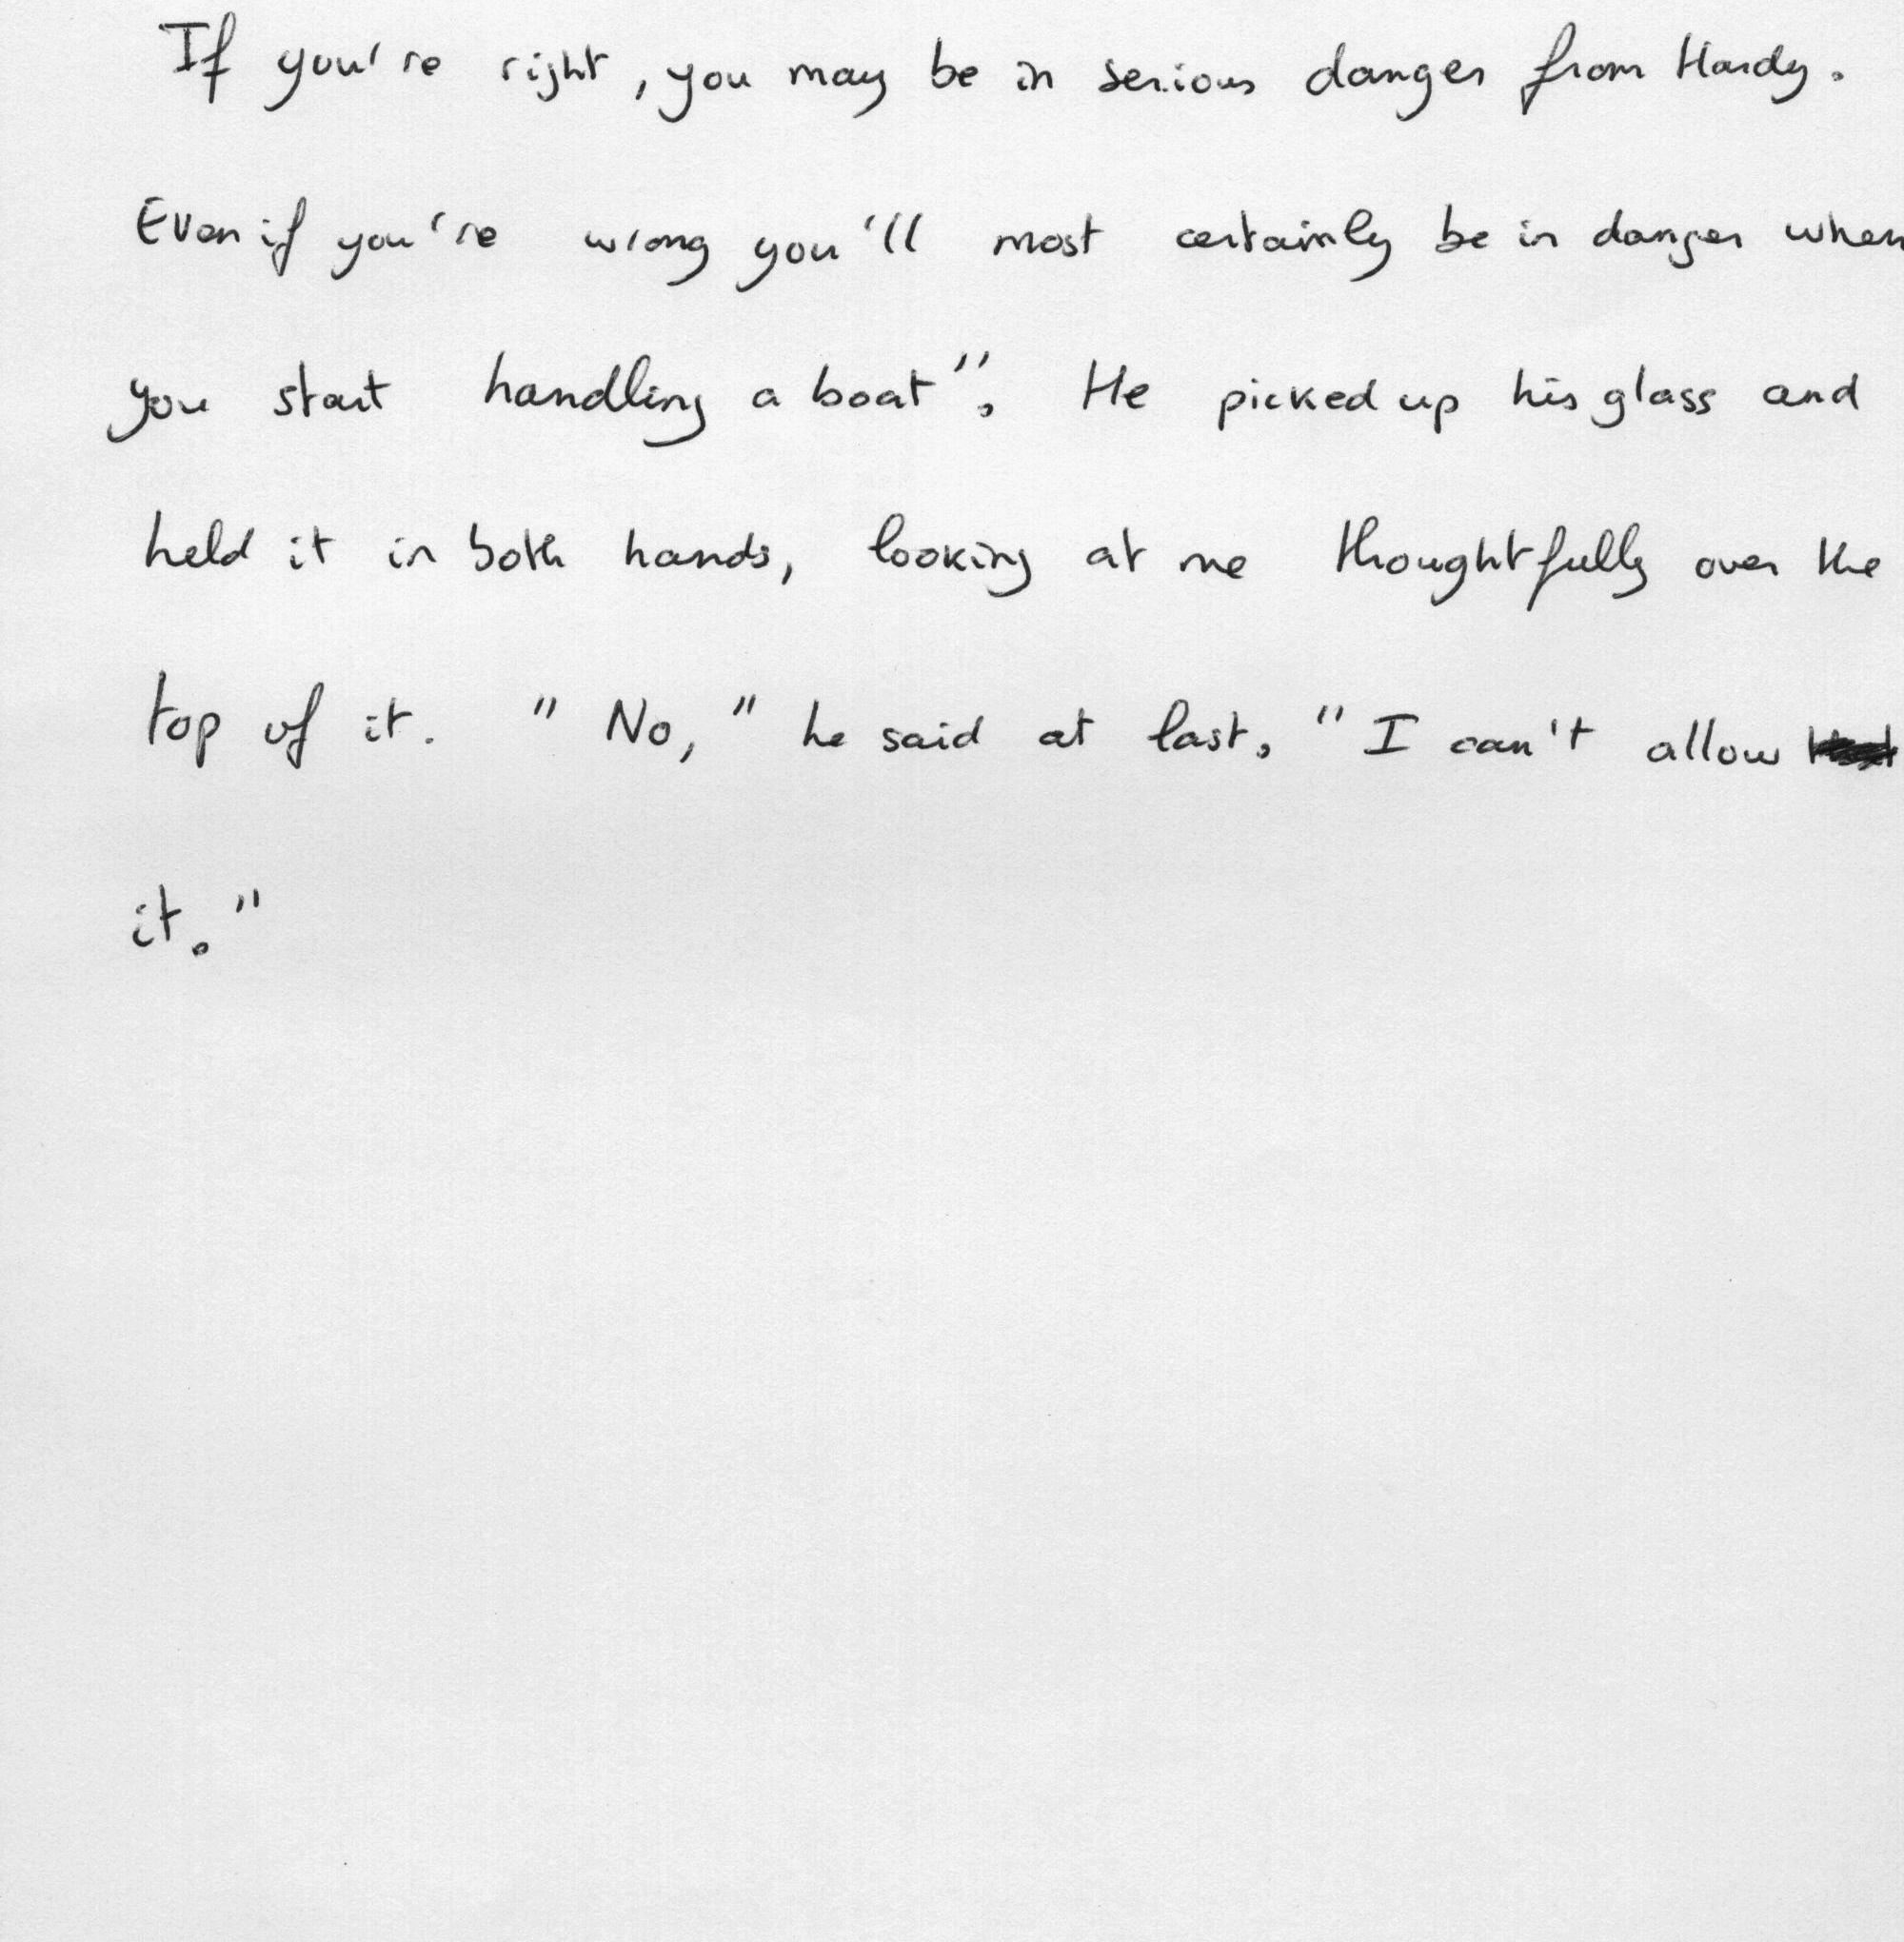 If you're right, you may be in serious danger from Hardy.
Even if you're wrong you'll most certainly be in danger when
you start handling a boat". He picked up his glass and
held it in both hands, looking at me thoughtfully over the
top of it. "No," he said at last. "I can't allow
it."